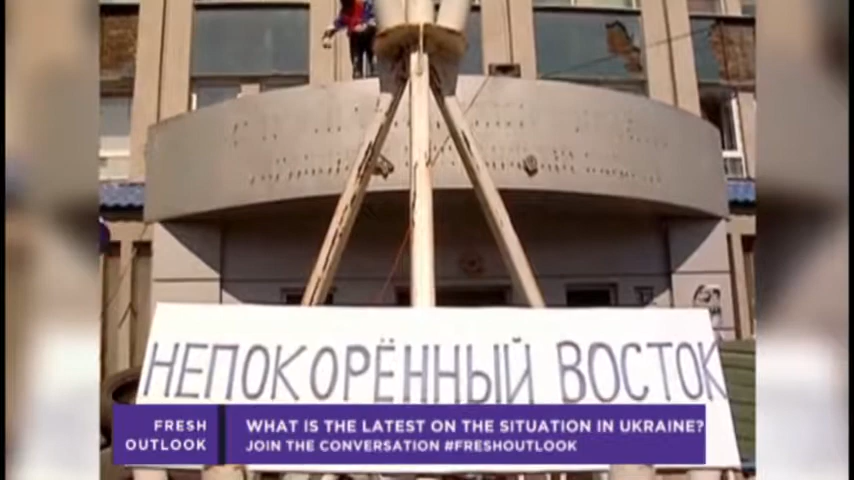 НЕПОКОРЁННЫЙ ВОСТОК
FRESH
OUTLOOK
WHAT IS THE LATEST ON THE SITUATION IN UKRAINE?
JOIN THE CONVERSATION #FRESHOUTLOOK